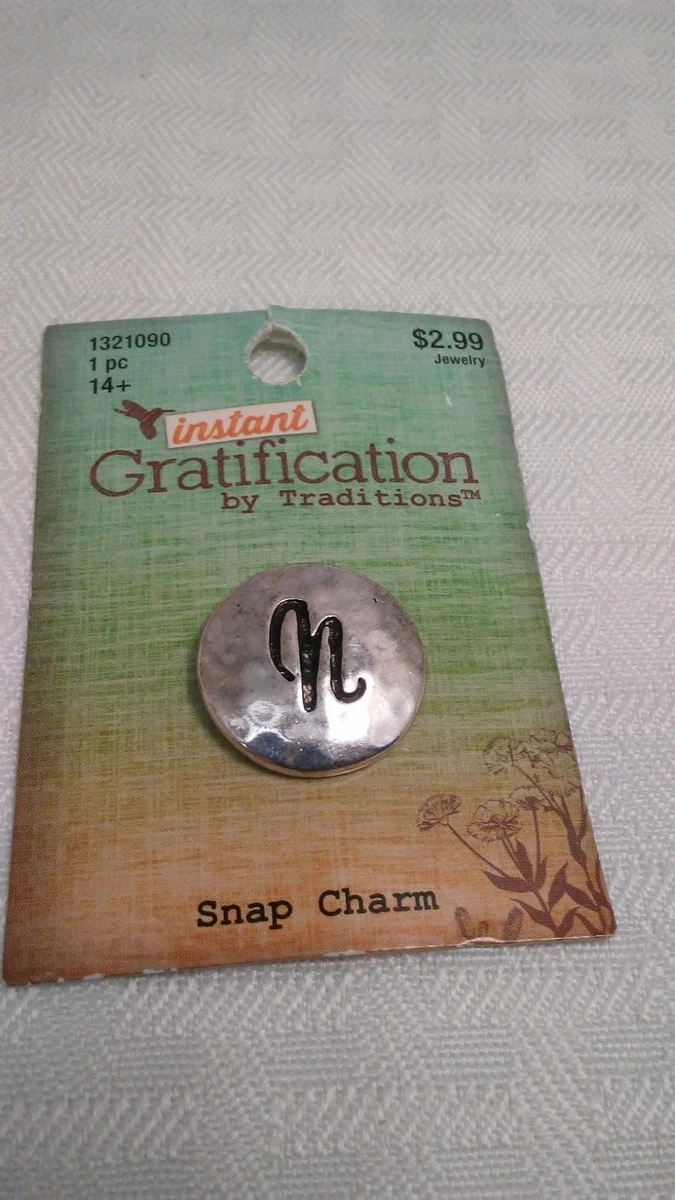 1321090
1 pc
14+
$2.99
Jewelry
instant
Gratification
by Traditions™
n
Snap Charm